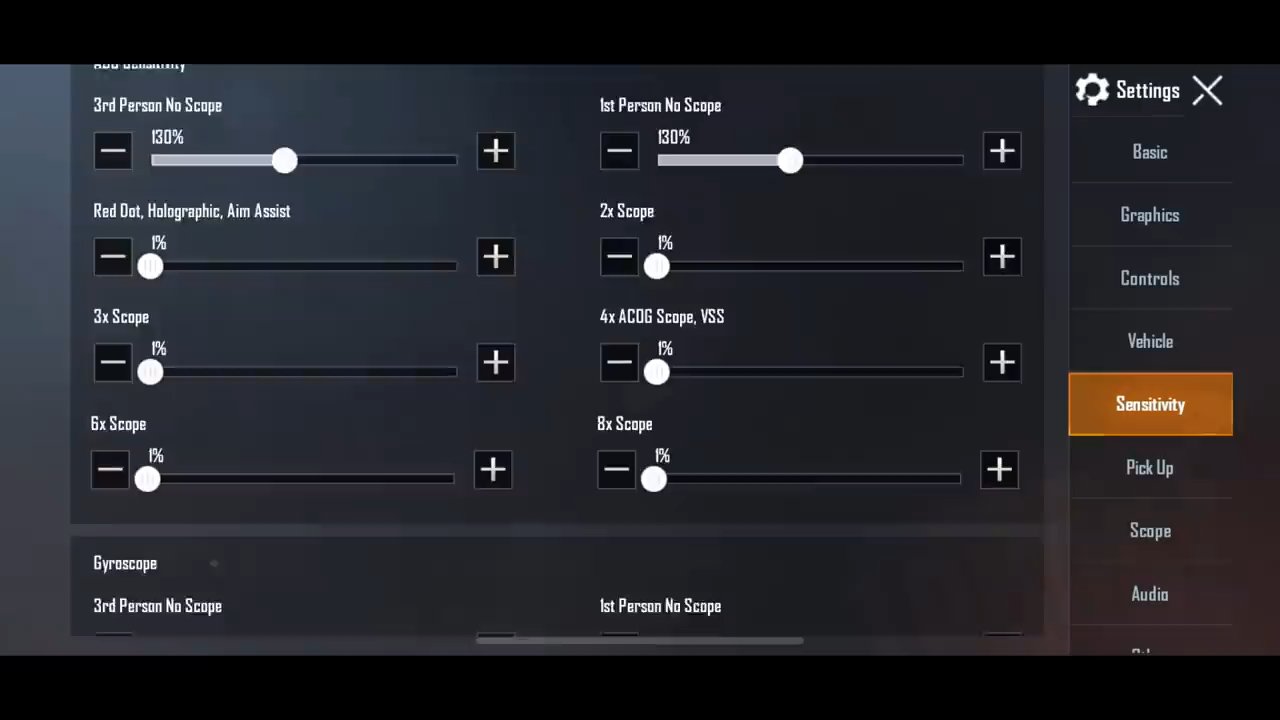 ADS Sensitivity
3rd Person No Scope
1st Person No Scope
130%
130%
Red Dot, Holographic, Aim Assist
2x Scope
1%
1%
3x Scope
4x ACOG Scope, VSS
1%
1%
6x Scope
8x Scope
1%
1%
Gyroscope
3rd Person No Scope
1st Person No Scope
Settings
Basic
Graphics
Controls
Vehicle
Sensitivity
Pick Up
Scope
Audio